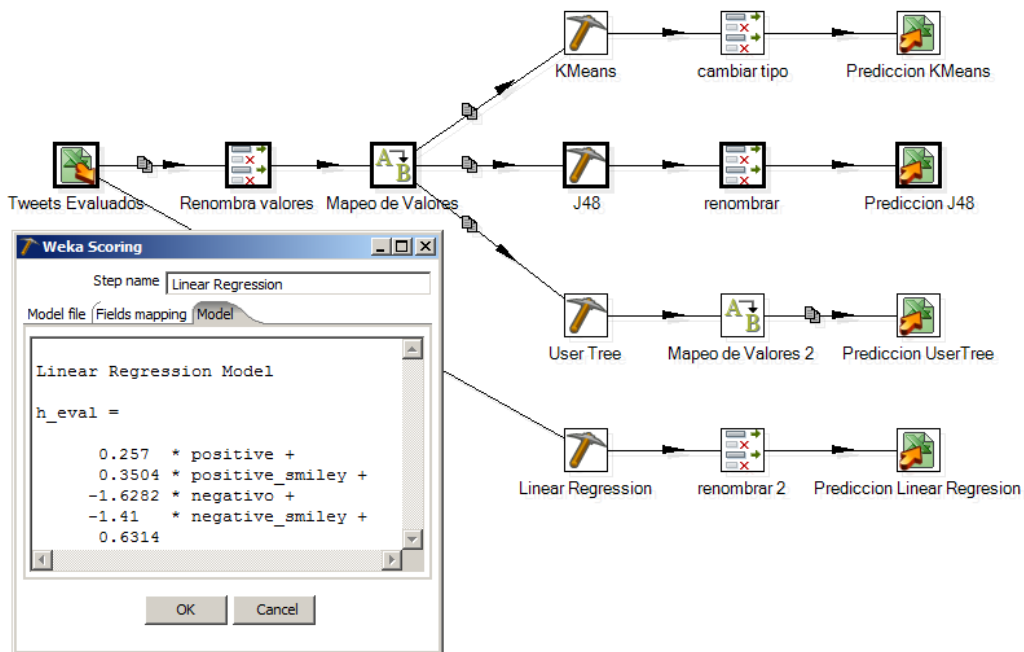 KMeans
cambiar tipo
Prediccion KMeans
Tweets Evaluados
Renombra valores
Mapeo de Valores
J48
renombrar
Prediccion J48
Weka Scoring
Step name Linear Regression
Model file Fields mapping Model
Linear Regression Model
h_eval =
0.257 * positive +
0.3504 * positive_smiley +
-1.6282 * negativo +
-1.41 * negative_smiley +
0.6314
OK Cancel
User Tree
Mapeo de Valores 2
Prediccion UserTree
Linear Regression
renombrar 2
Prediccion Linear Regresion